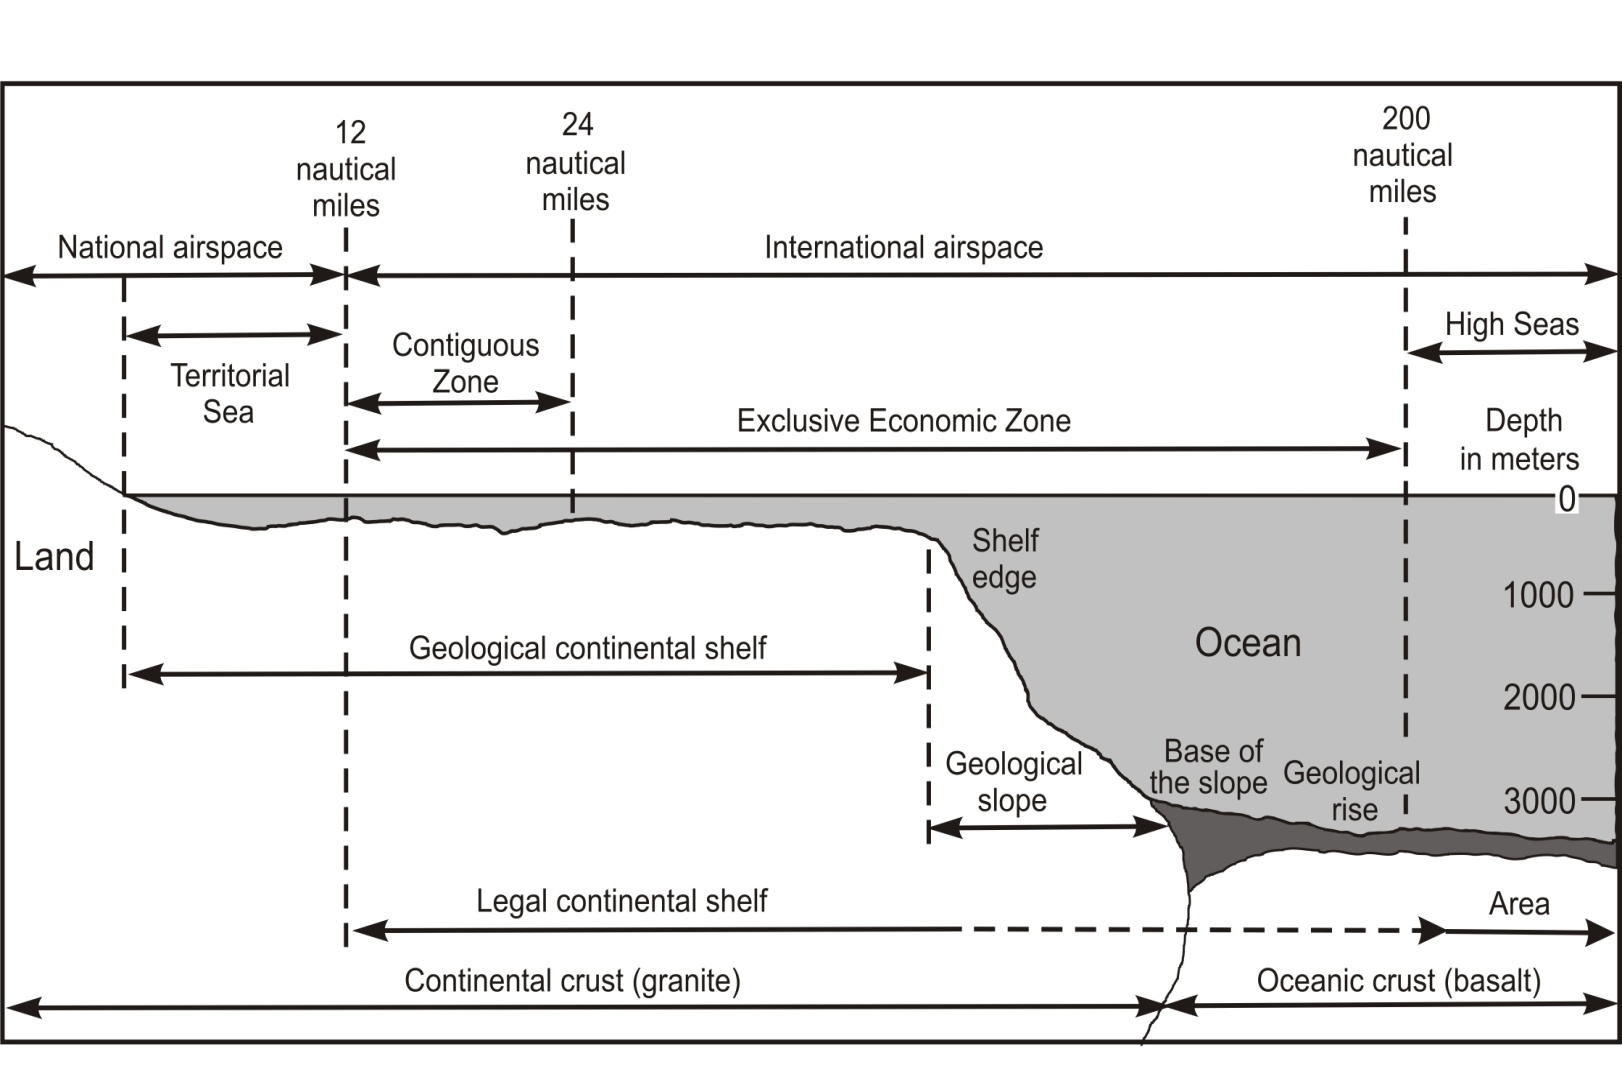 12
nautical
miles
24
nautical
miles
200
nautical
miles
National airspace
International airspace
Territorial
Sea
Contiguous
Zone
High Seas
Exclusive Economic Zone
Depth
in meters
0
Land
Shelf
edge
1000
Ocean
Geological continental shelf
2000
Geological
slope
Base of
the slope
Geological
rise
3000
Legal continental shelf
Area
Continental crust (granite)
Oceanic crust (basalt)